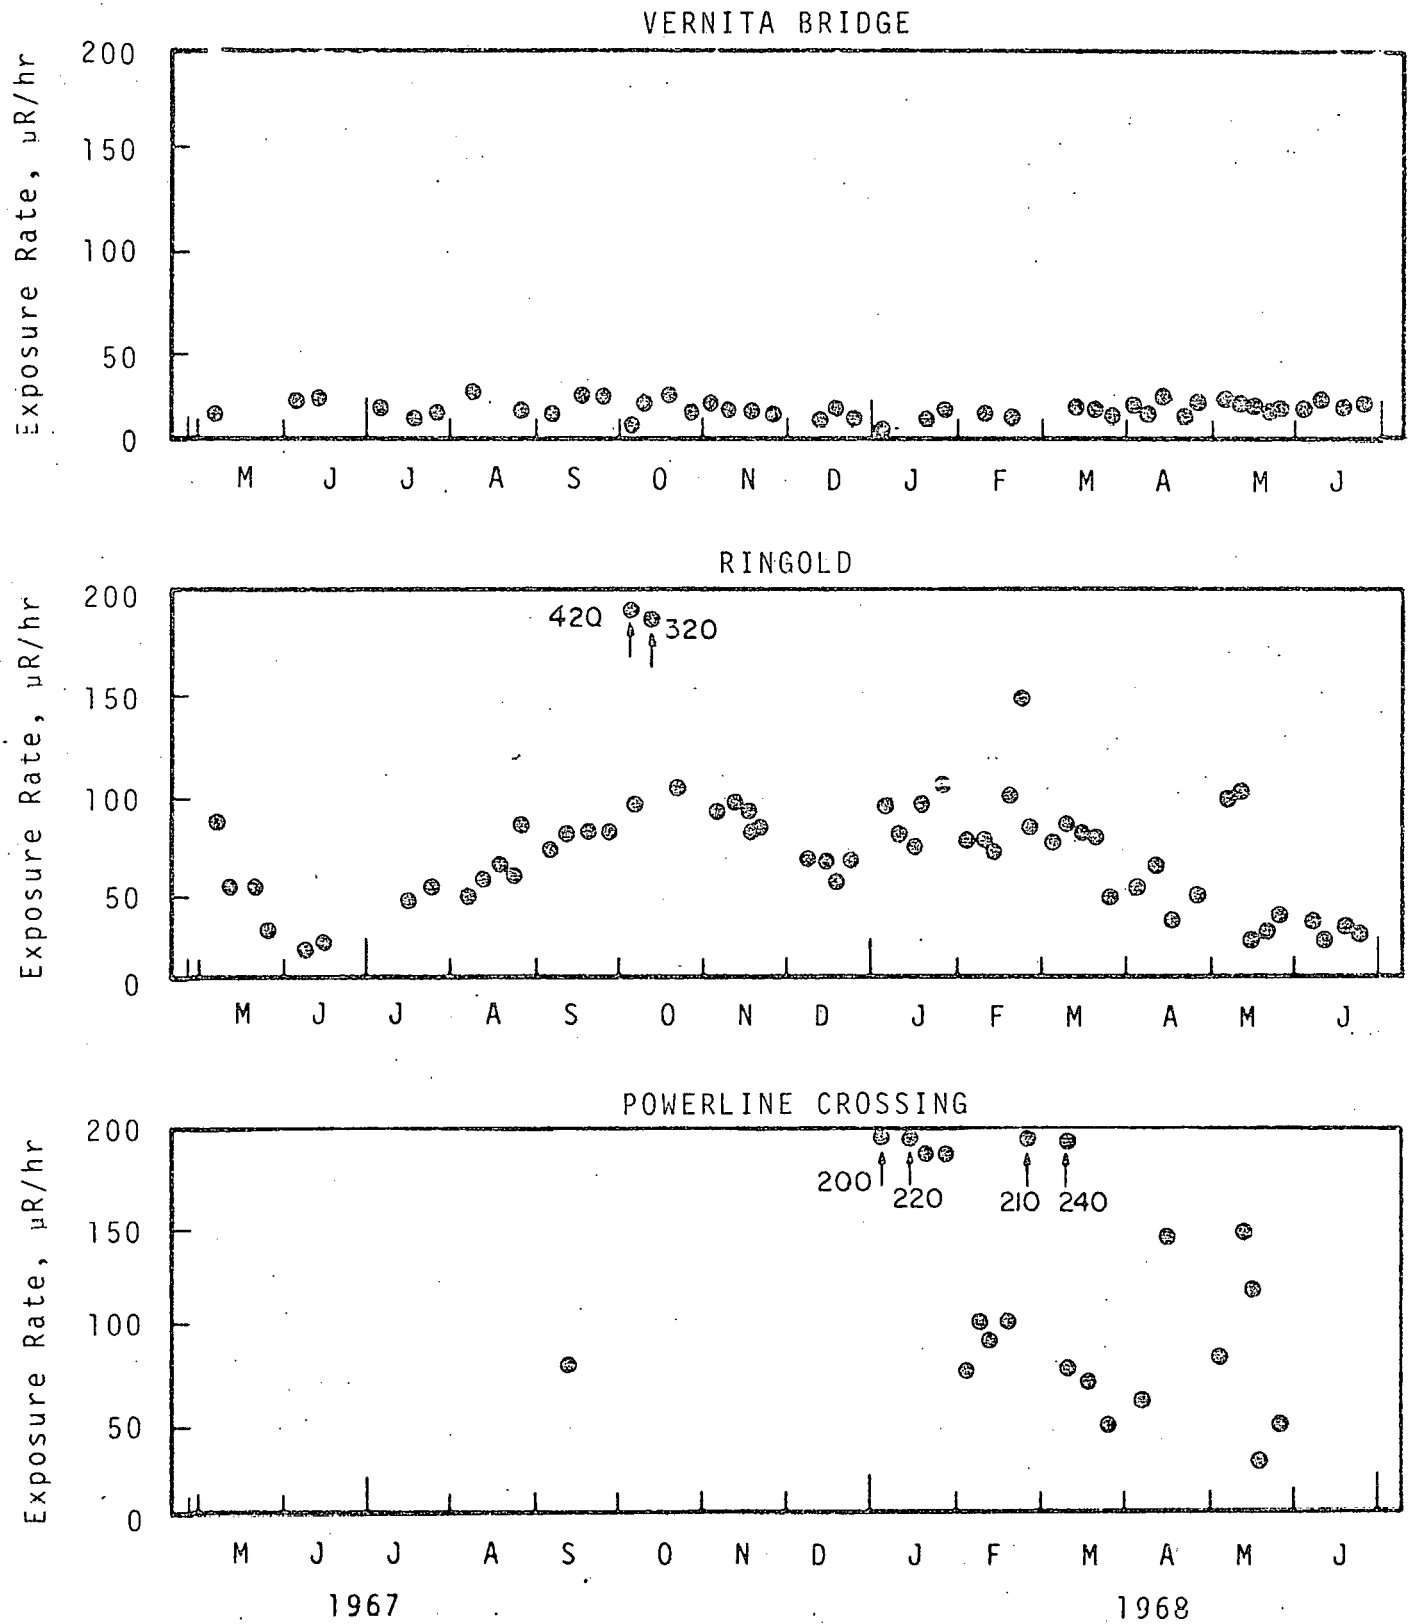 VERNITA BRIDGE
Exposure Rate, µR/hr
200
150
100
50
0
M J J A S O N D J F M A M J
RINGOLD
Exposure Rate, µR/hr
200
420
320
150
100
50
0
M J J A S O N D J F M A M J
POWERLINE CROSSING
Exposure Rate, µR/hr
200
200
220
210
240
150
100
50
0
M J J A S O N D J F M A M J
1967 1968